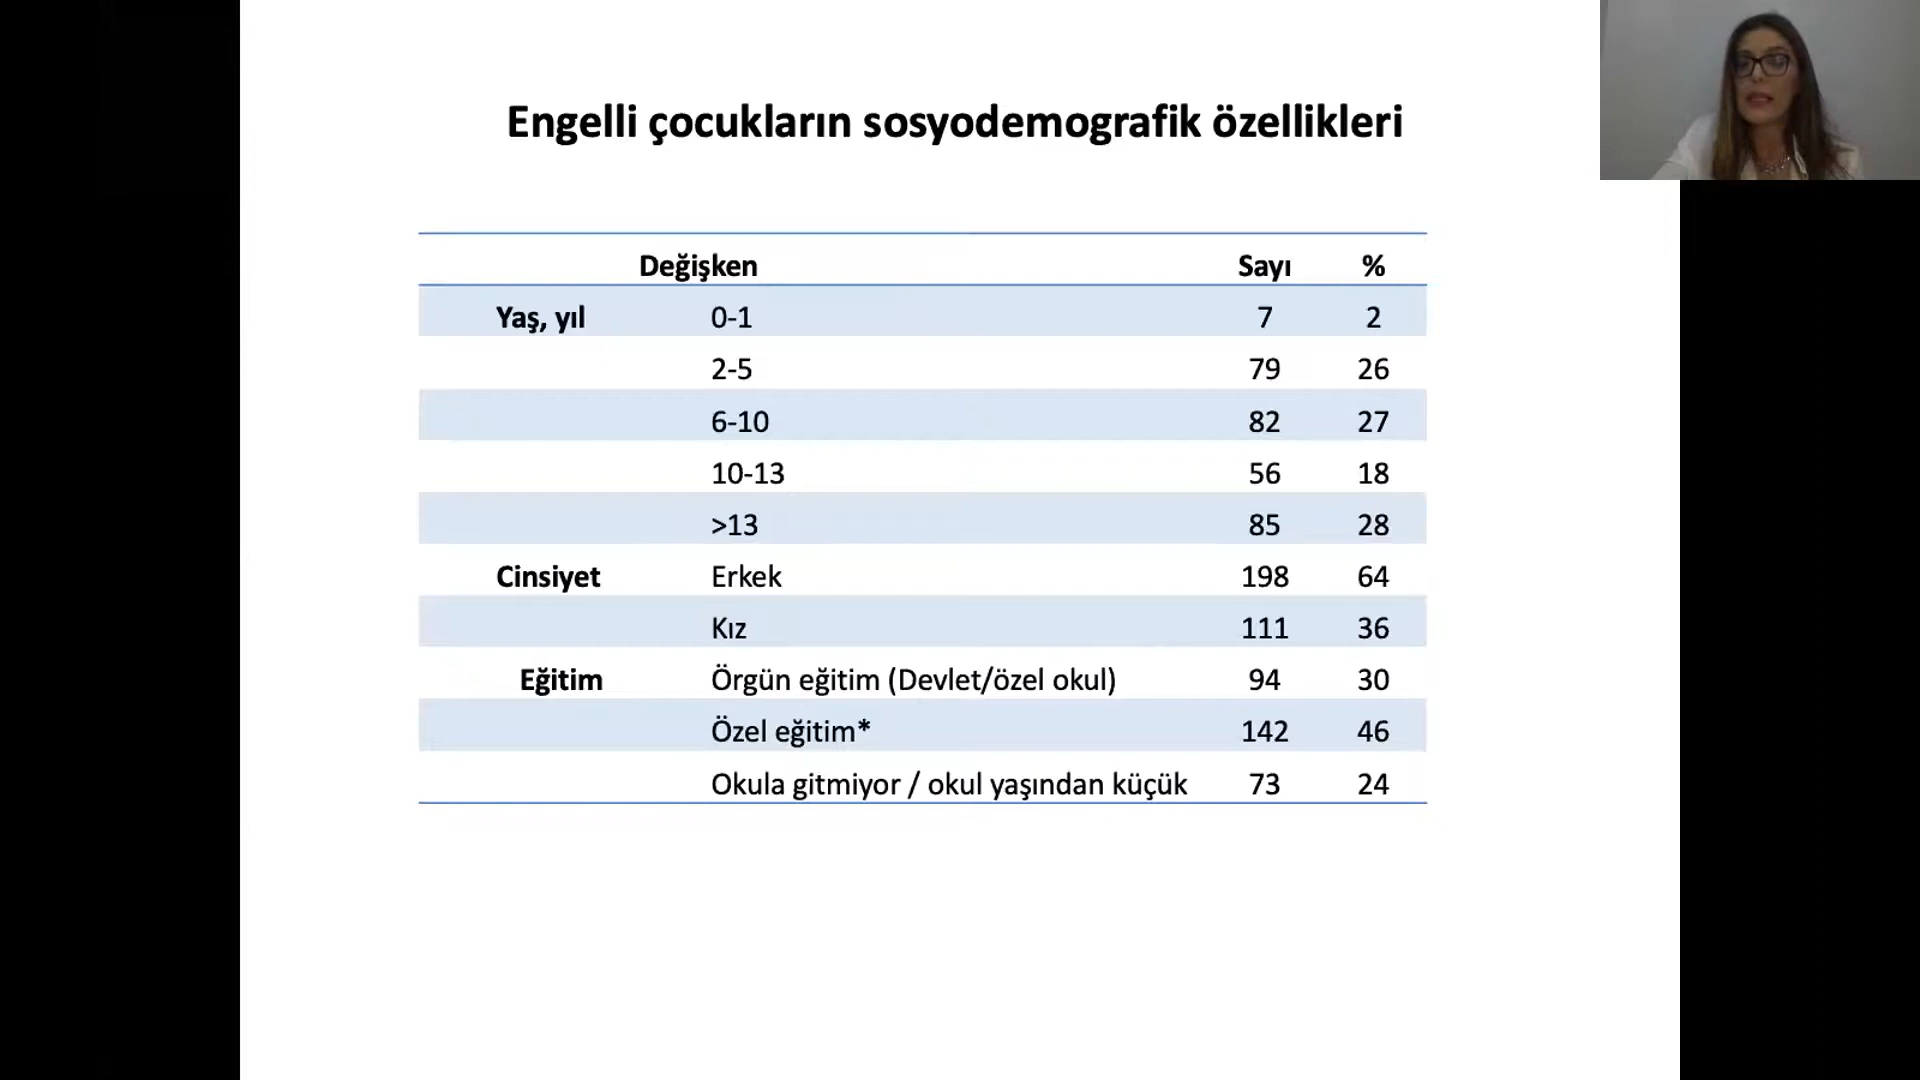 Engelli çocukların sosyodemografik özellikleri
Değişken Sayı %
Yaş, yıl 0-1 7 2
2-5 79 26
6-10 82 27
10-13 56 18
>13 85 28
Cinsiyet Erkek 198 64
Kız 111 36
Eğitim Örgün eğitim (Devlet/özel okul) 94 30
Özel eğitim* 142 46
Okula gitmiyor / okul yaşından küçük 73 24